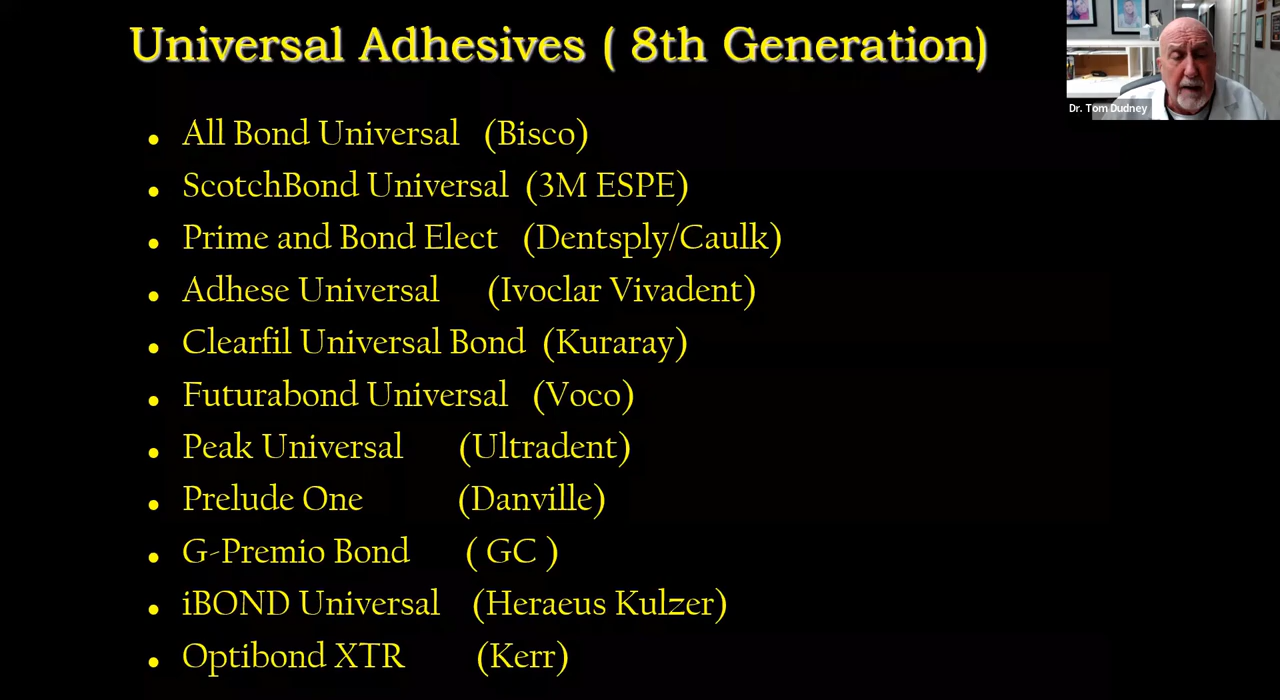 Universal Adhesives ( 8th Generation)
Dr. Tom Dudney
• All Bond Universal (Bisco)
• ScotchBond Universal (3M ESPE)
• Prime and Bond Elect (Dentsply/Caulk)
• Adhese Universal (Ivoclar Vivadent)
• Clearfil Universal Bond (Kuraray)
• Futurabond Universal (Voco)
• Peak Universal (Ultradent)
• Prelude One (Danville)
• G-Premio Bond ( GC )
• iBOND Universal (Heraeus Kulzer)
• Optibond XTR (Kerr)